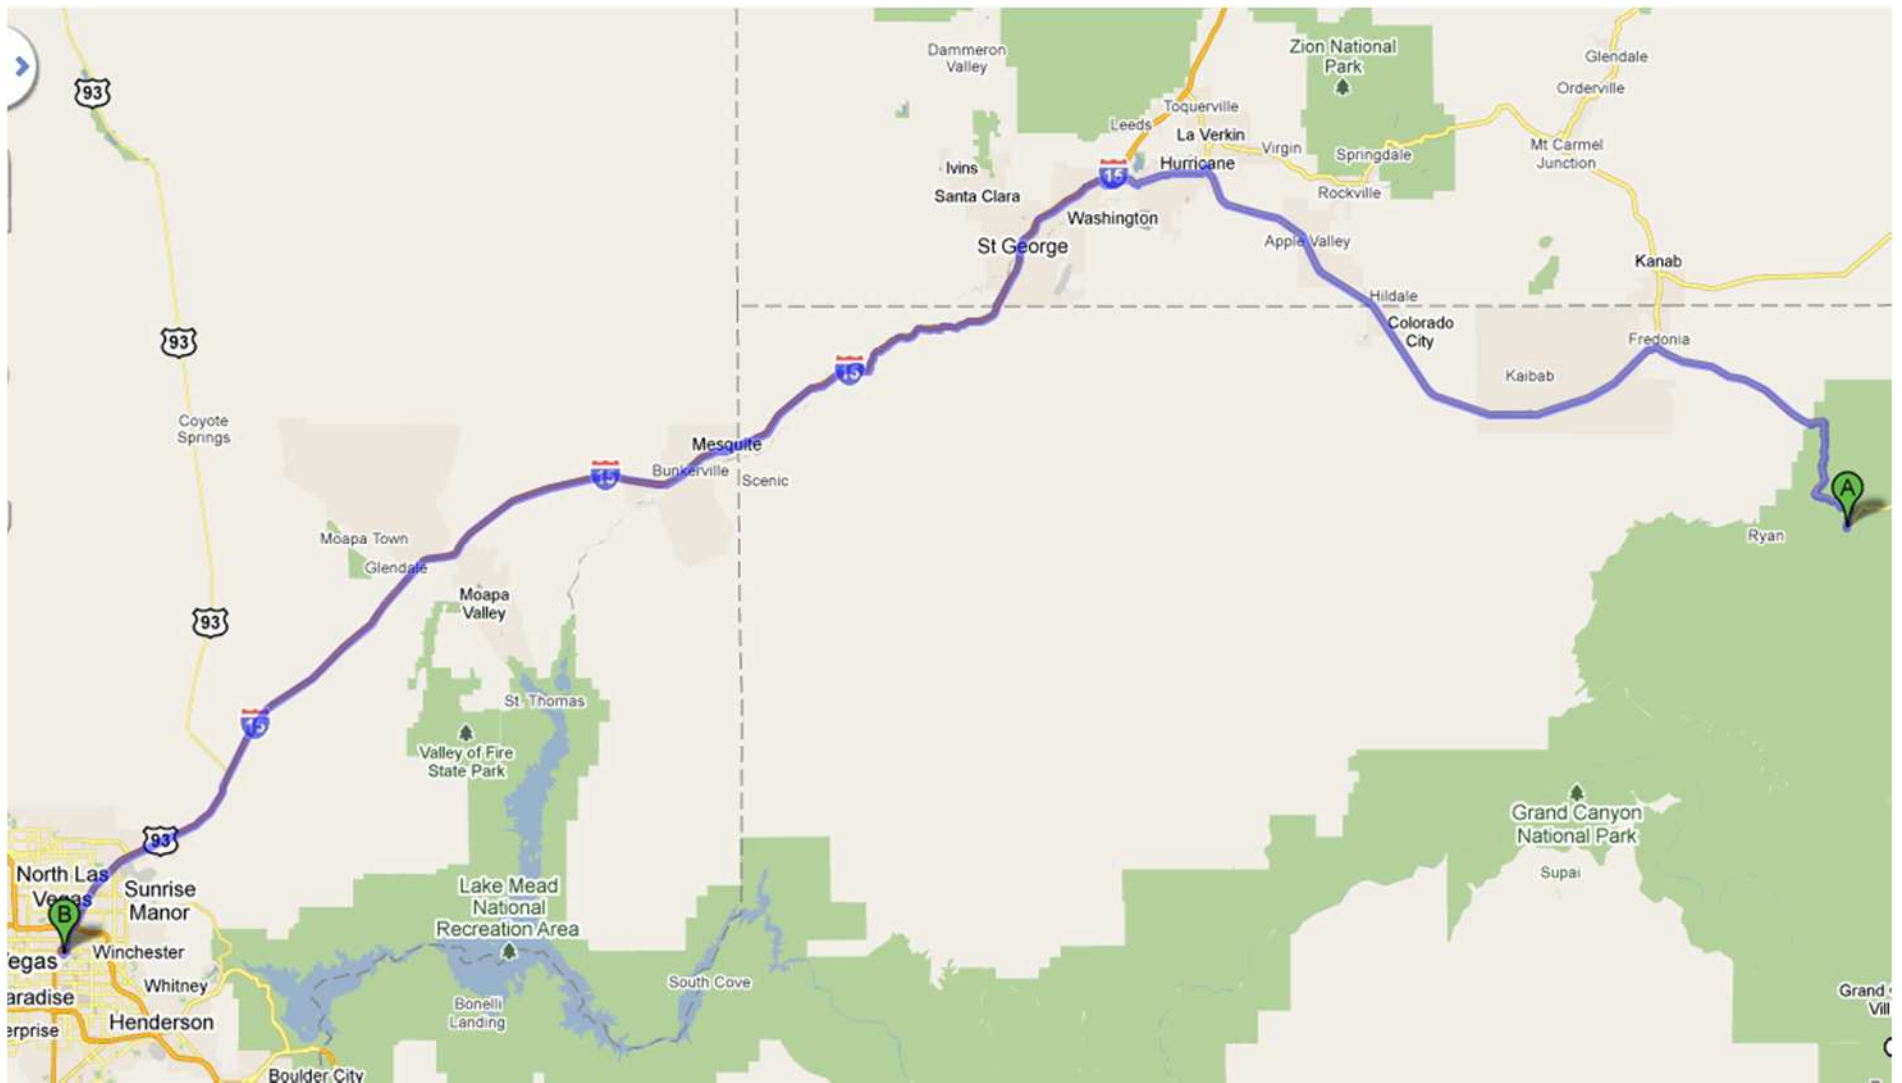 93
Dammeron
Valley
Zion National
Park
Glendale
Orderville
Toquerville
Leeds
La Verkin
Virgin
Springdale
Mt Carmel
Junction
Ivins
Santa Clara
15
Hurricane
Rockville
Washington
St George
Apple Valley
Kanab
Hildale
Colorado
City
Fredonia
93
15
Kaibab
Coyote
Springs
Mesquite
Bunkerville
15
Scenic
A
Ryan
Moapa Town
Glendale
Moapa
Valley
93
St. Thomas
15
Valley of Fire
State Park
Grand Canyon
National Park
Supai
93
North Las
Vegas
Sunrise
Manor
B
Lake Mead
National
Recreation Area
Winchester
egas
Whitney
South Cove
aradise
Bonelli
Landing
Grand
Vill
Henderson
erprise
Boulder City